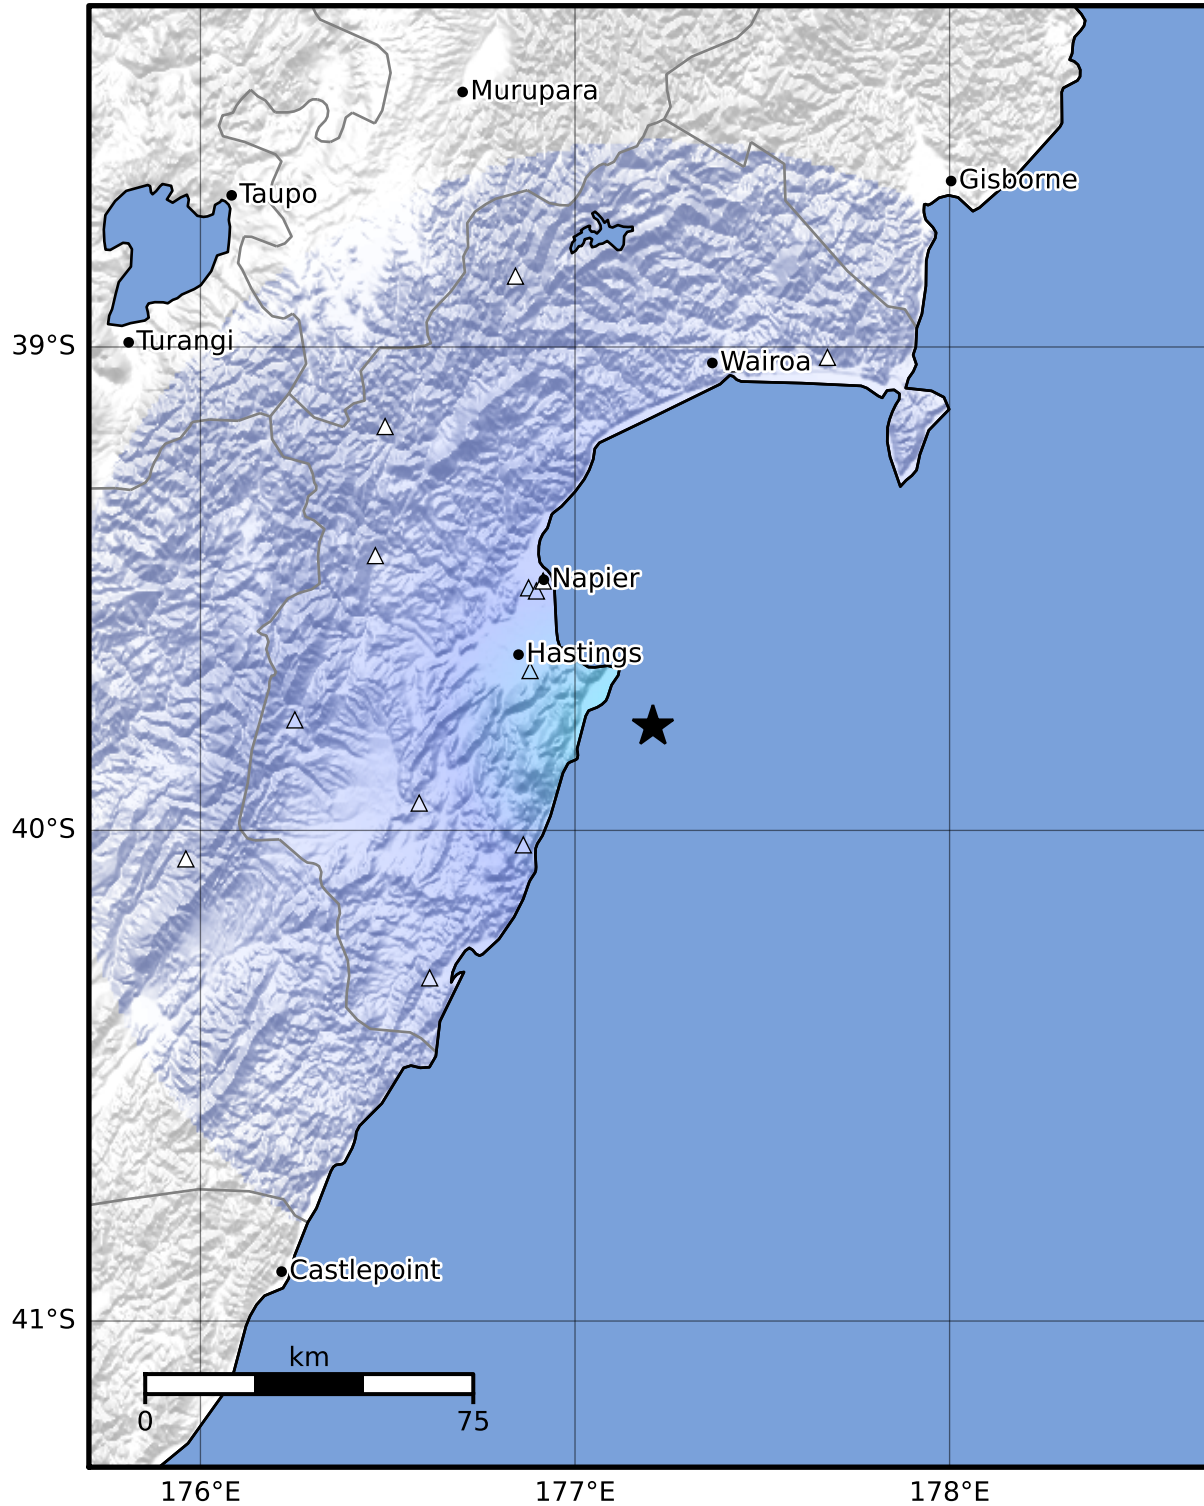 Murupara
Gisborne
Taupo
Turangi
39°S
Wairoa
Napier
Hastings
40°S
Castlepoint
41°S
km
0
75
176°E
177°E
178°E